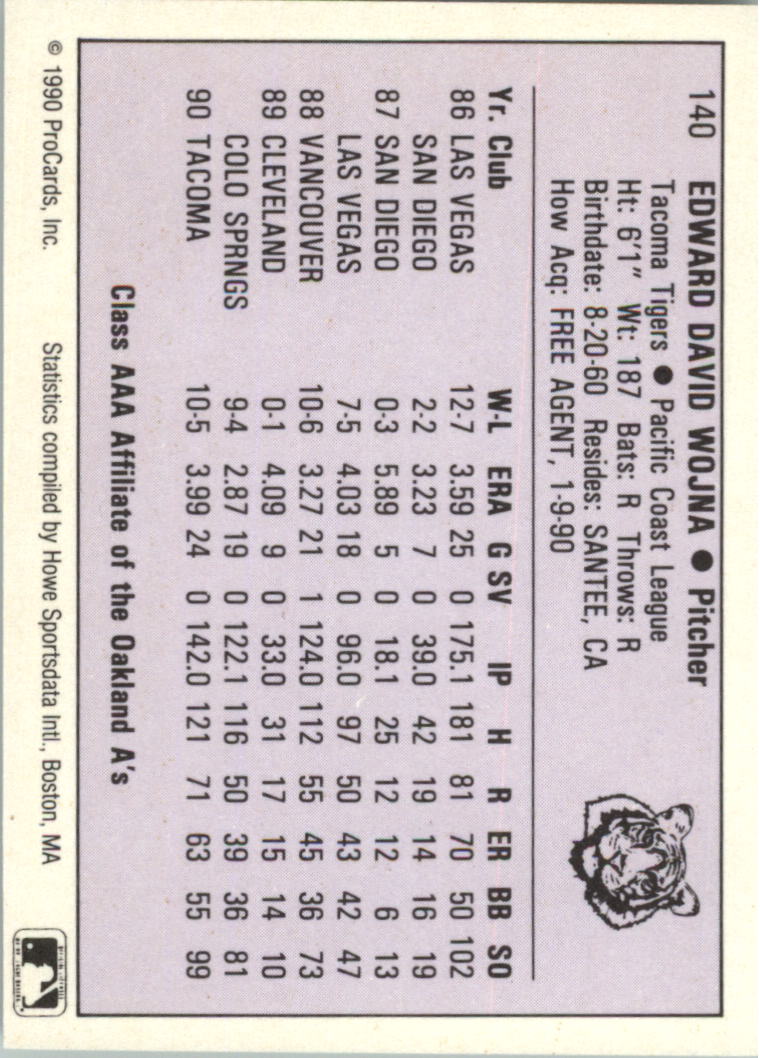 140 EDWARD DAVID WOJNA ● Pitcher
Tacoma Tigers ● Pacific Coast League
Ht: 6'1" Wt: 187 Bats: R Throws: R
Birthdate: 8-20-60 Resides: SANTEE, CA
How Acq: FREE AGENT, 1-9-90
Yr. Club W-L ERA G SV IP H R ER BB SO
86 LAS VEGAS 12-7 3.59 25 0 175.1 181 81 70 50 102
SAN DIEGO 2-2 3.23 7 0 39.0 42 19 14 16 19
87 SAN DIEGO 0-3 5.89 5 0 18.1 25 12 12 6 13
LAS VEGAS 7-5 4.03 18 0 96.0 97 50 43 42 47
88 VANCOUVER 10-6 3.27 21 1 124.0 112 55 45 36 73
89 CLEVELAND 0-1 4.09 9 0 33.0 31 17 15 14 10
COLO SPRNGS 9-4 2.87 19 0 122.1 116 50 39 36 81
90 TACOMA 10-5 3.99 24 0 142.0 121 71 63 55 99
Class AAA Affiliate of the Oakland A's
© 1990 ProCards, Inc. Statistics compiled by Howe Sportsdata Intl., Boston, MA